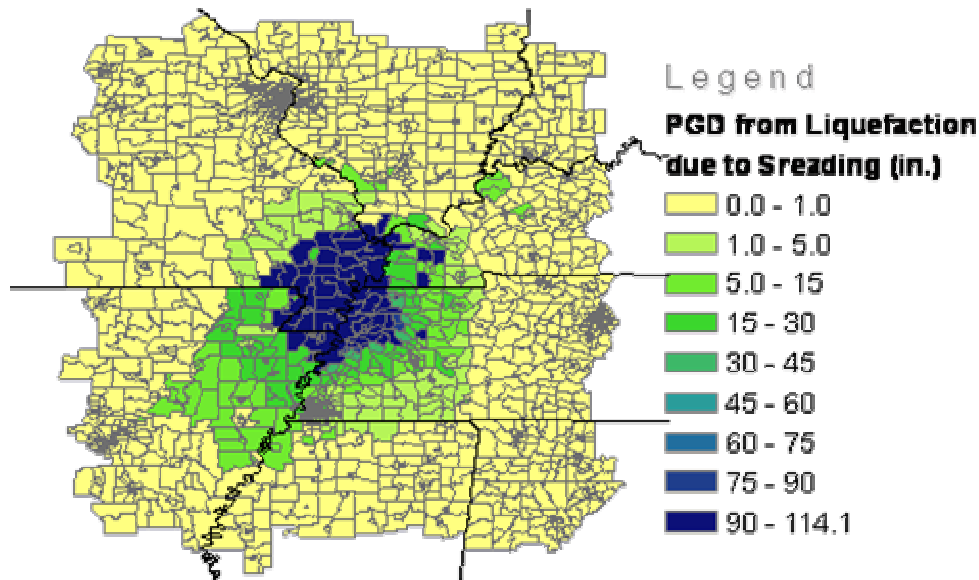 Legend
PGD from Liquefaction
due to Sreading (in.)
0.0 - 1.0
1.0 - 5.0
5.0 - 15
15 - 30
30 - 45
45 - 60
60 - 75
75 - 90
90 - 114.1